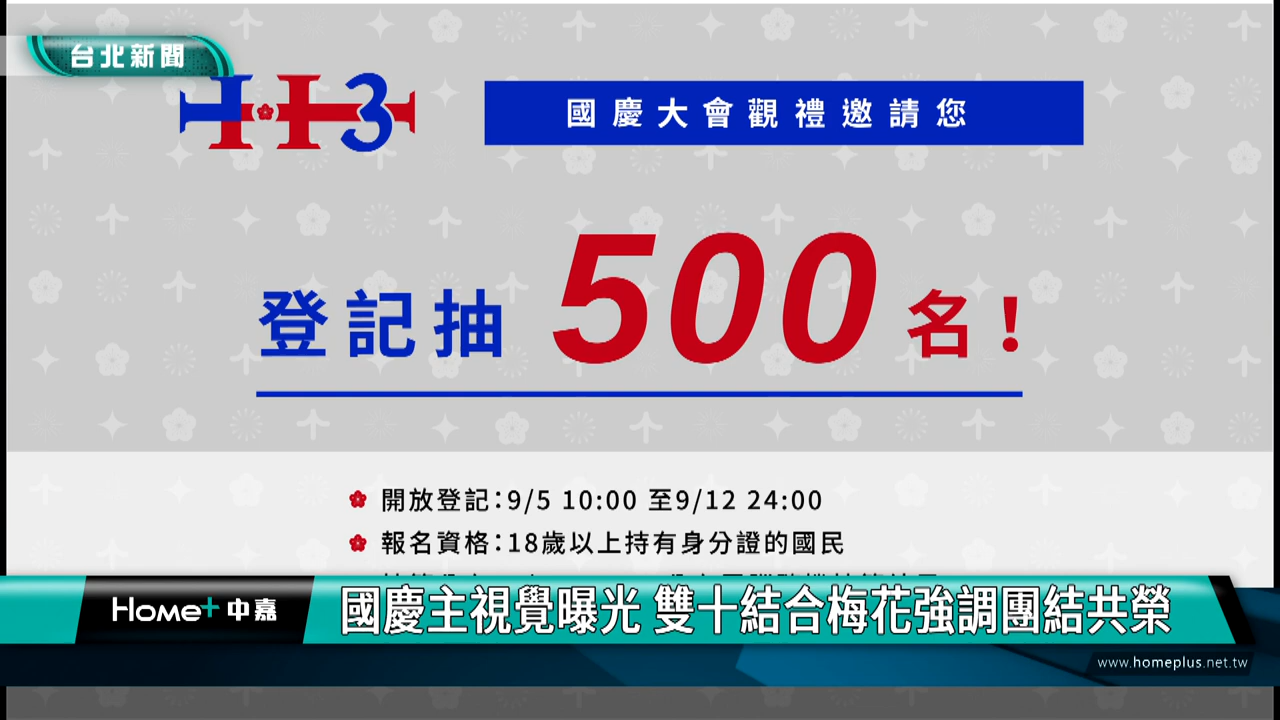 台北新聞
113
國慶大會觀禮邀請您
登記抽 500 名！
開放登記：9/5 10:00 至9/12 24:00
報名資格：18歲以上持有身分證的國民
Home+ 中嘉
國慶主視覺曝光 雙十結合梅花強調團結共榮
www.homeplus.net.tw